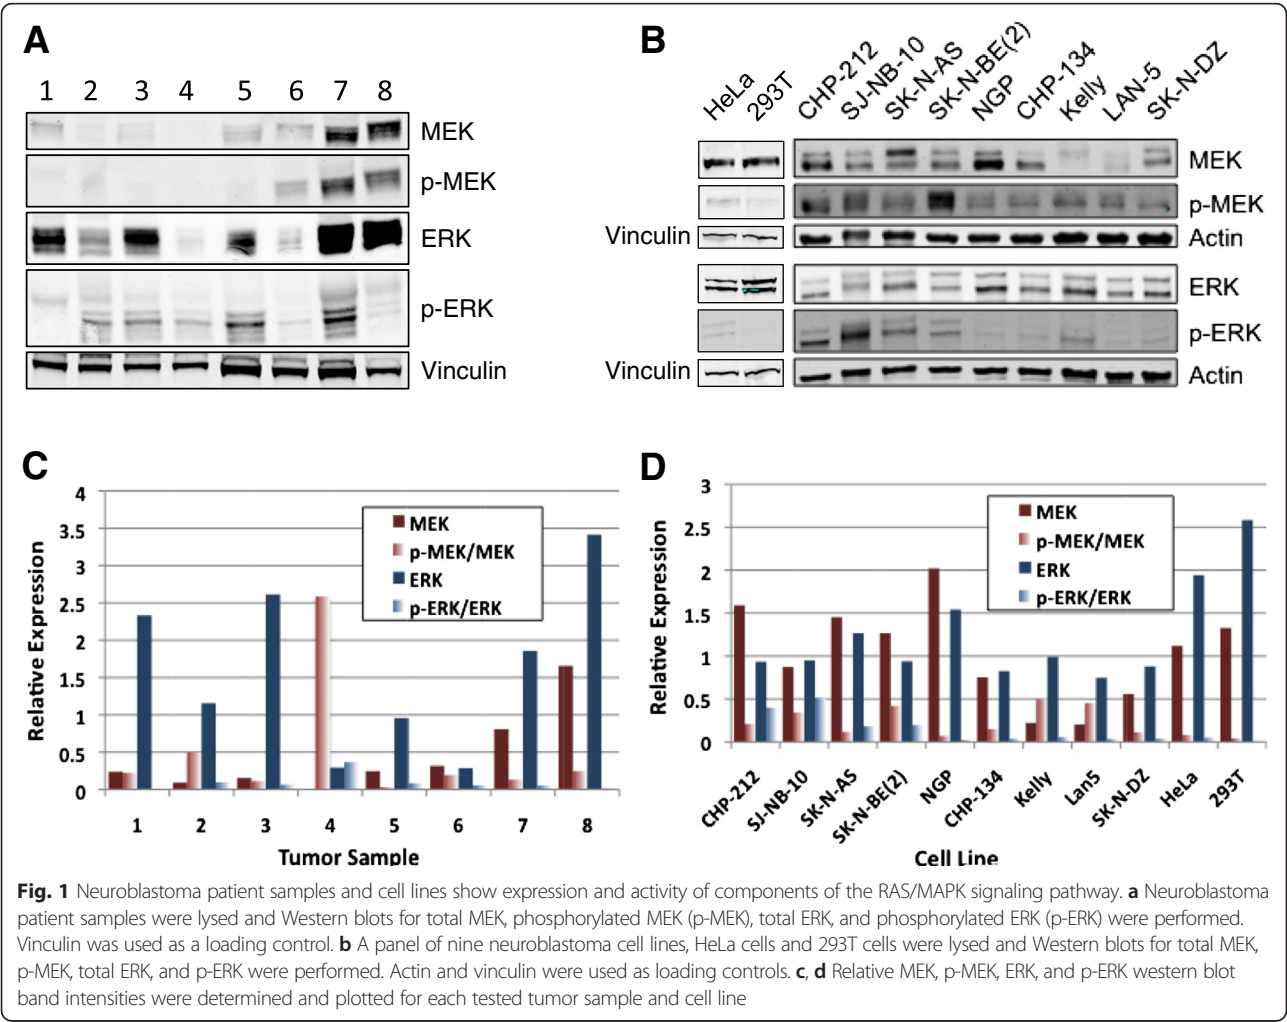 A
1 2 3 4 5 6 7 8
MEK
p-MEK
ERK
p-ERK
Vinculin
B
HeLa 293T CHP-212 SJ-NB-10 SK-N-AS SK-N-BE(2) NGP CHP-134 Kelly LAN-5 SK-N-DZ
MEK
p-MEK
Vinculin Actin
ERK
p-ERK
Vinculin Actin
C
4
3.5
3
2.5
2
1.5
1
0.5
0
Relative Expression
MEK
p-MEK/MEK
ERK
p-ERK/ERK
1 2 3 4 5 6 7 8
Tumor Sample
D
3
2.5
2
1.5
1
0.5
0
Relative Expression
MEK
p-MEK/MEK
ERK
p-ERK/ERK
CHP-212 SJ-NB-10 SK-N-AS SK-N-BE(2) NGP CHP-134 Kelly Lan5 SK-N-DZ HeLa 293T
Cell Line
Fig. 1 Neuroblastoma patient samples and cell lines show expression and activity of components of the RAS/MAPK signaling pathway. a Neuroblastoma
patient samples were lysed and Western blots for total MEK, phosphorylated MEK (p-MEK), total ERK, and phosphorylated ERK (p-ERK) were performed.
Vinculin was used as a loading control. b A panel of nine neuroblastoma cell lines, HeLa cells and 293T cells were lysed and Western blots for total MEK,
p-MEK, total ERK, and p-ERK were performed. Actin and vinculin were used as loading controls. c, d Relative MEK, p-MEK, ERK, and p-ERK western blot
band intensities were determined and plotted for each tested tumor sample and cell line